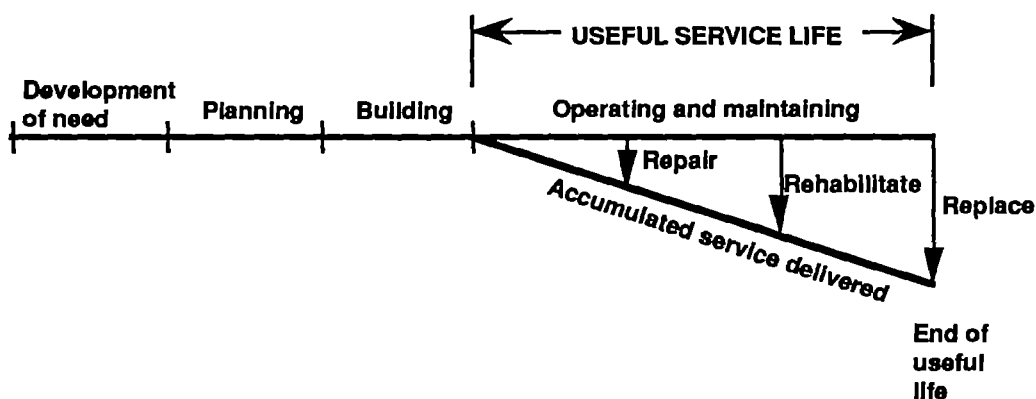 USEFUL SERVICE LIFE
Development
of need
Planning
Building
Operating and maintaining
Repair
Rehabilitate
Replace
Accumulated service delivered
End of
useful
life